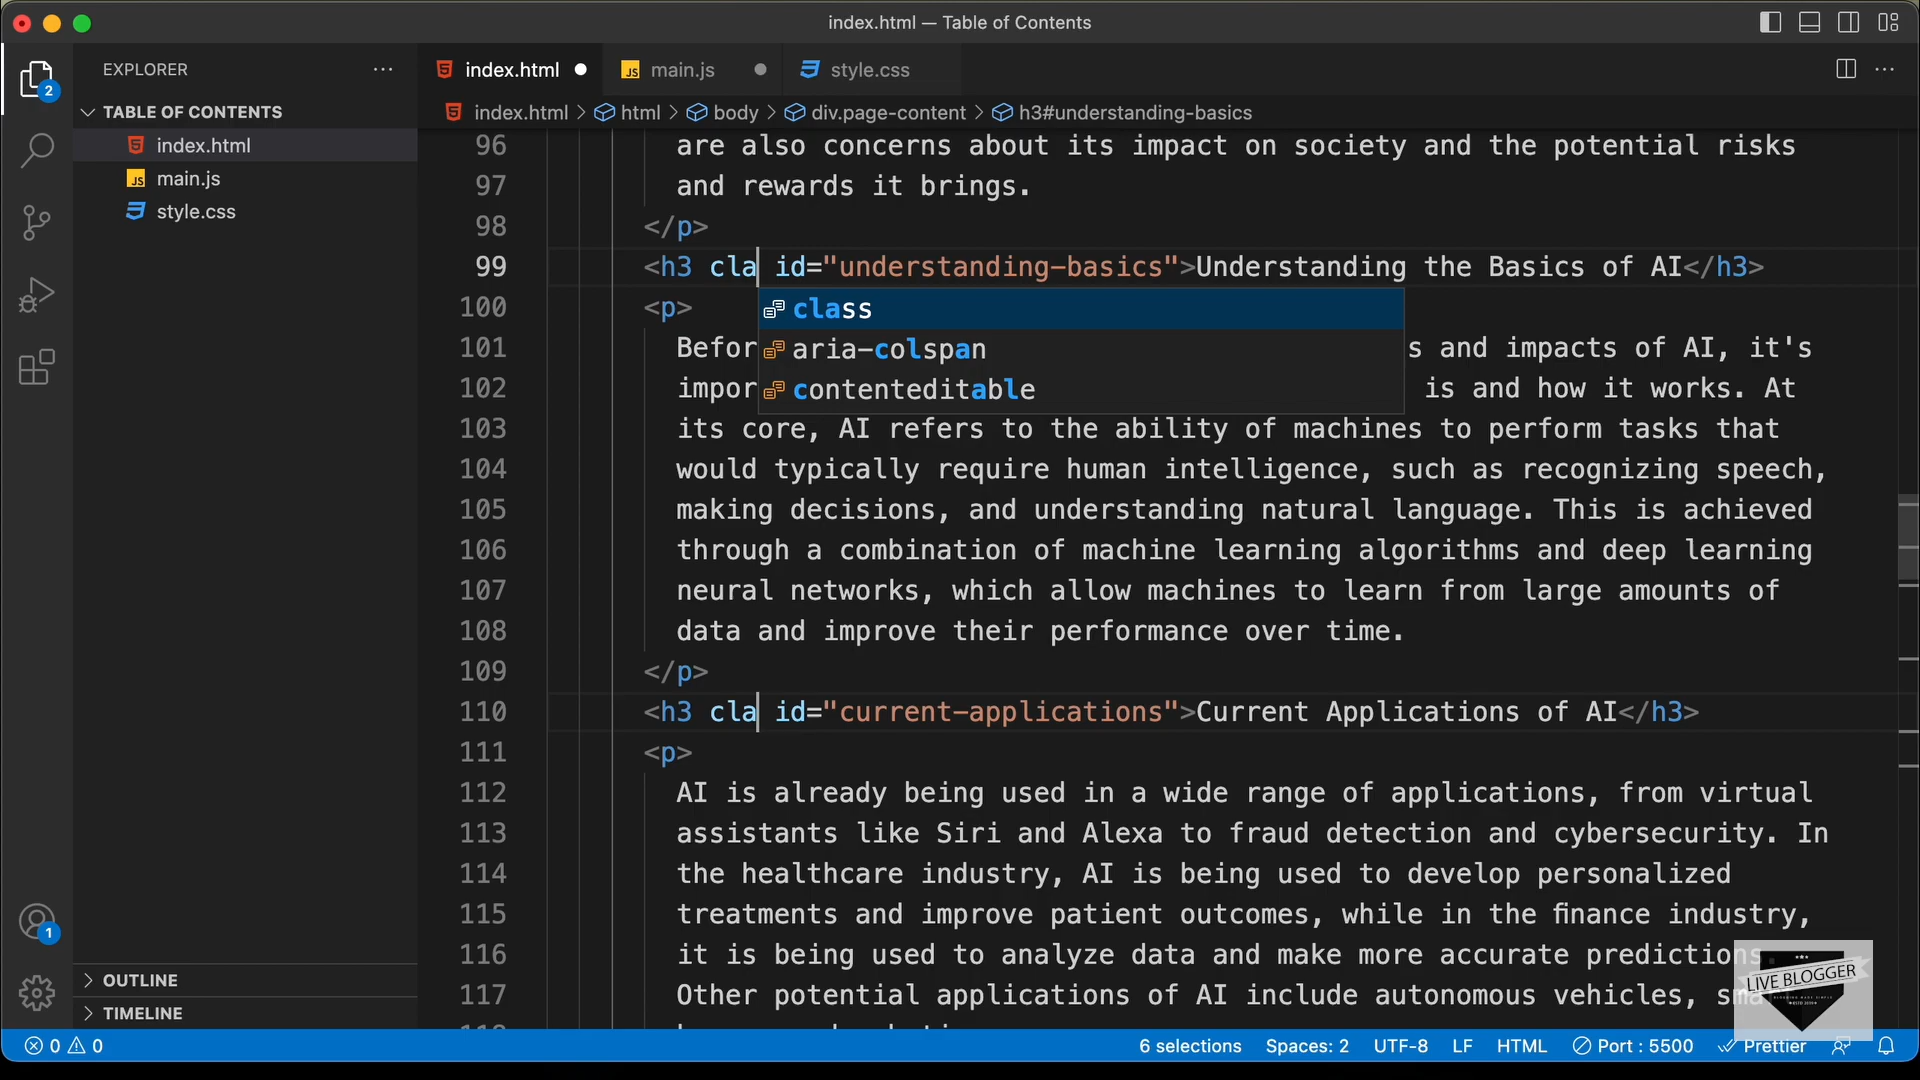 index.html — Table of Contents
EXPLORER
index.html
main.js
style.css
2
TABLE OF CONTENTS
index.html > html > body > div.page-content > h3#understanding-basics
index.html
main.js
style.css
96 are also concerns about its impact on society and the potential risks
97 and rewards it brings.
98 </p>
99 <h3 cla id="understanding-basics">Understanding the Basics of AI</h3>
100 <p>
class
aria-colspan
contenteditable
101 Befor s and impacts of AI, it's
102 impor is and how it works. At
103 its core, AI refers to the ability of machines to perform tasks that
104 would typically require human intelligence, such as recognizing speech,
105 making decisions, and understanding natural language. This is achieved
106 through a combination of machine learning algorithms and deep learning
107 neural networks, which allow machines to learn from large amounts of
108 data and improve their performance over time.
109 </p>
110 <h3 cla id="current-applications">Current Applications of AI</h3>
111 <p>
112 AI is already being used in a wide range of applications, from virtual
113 assistants like Siri and Alexa to fraud detection and cybersecurity. In
114 the healthcare industry, AI is being used to develop personalized
115 treatments and improve patient outcomes, while in the finance industry,
116 it is being used to analyze data and make more accurate predictions
117 Other potential applications of AI include autonomous vehicles,
1
OUTLINE
TIMELINE
LIVE BLOGGER
0 0
6 selections Spaces: 2 UTF-8 LF HTML Port : 5500 Prettier